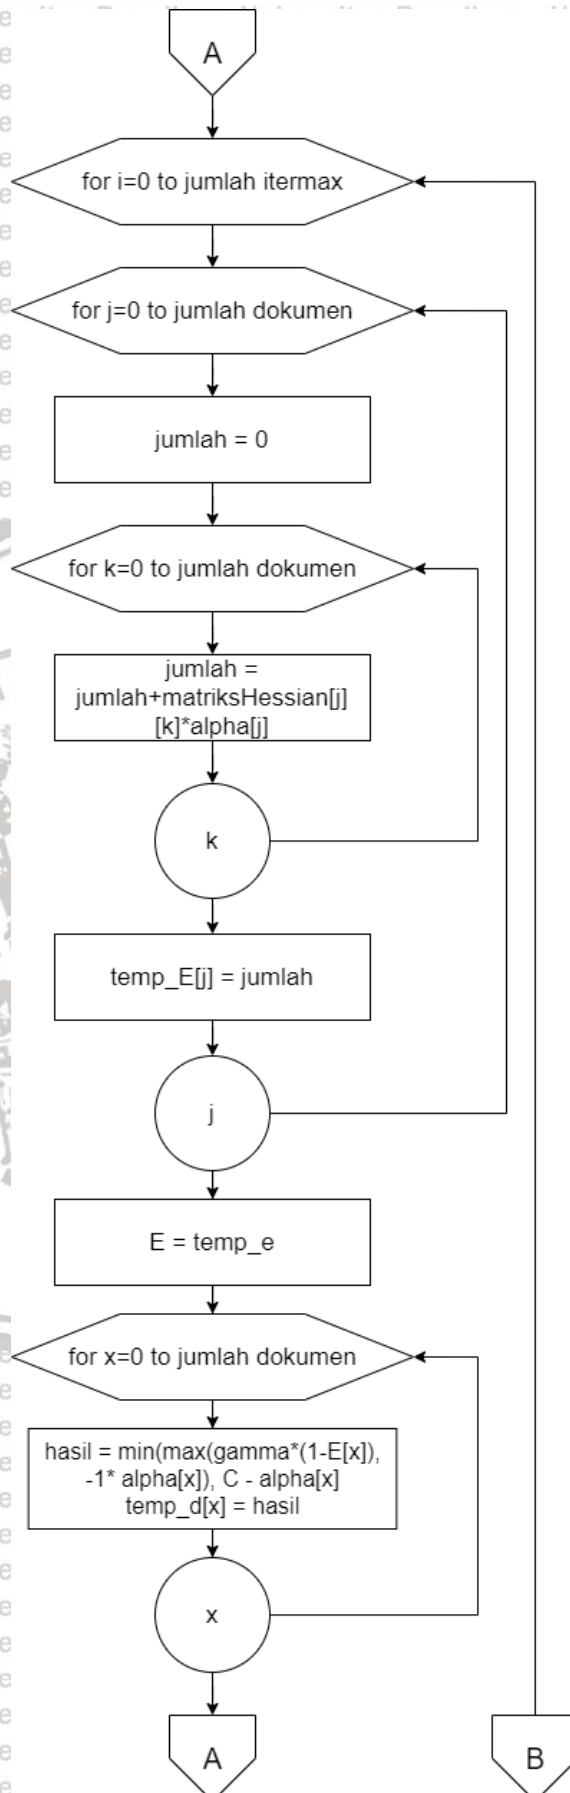 A
for i=0 to jumlah itermax
for j=0 to jumlah dokumen
jumlah = 0
for k=0 to jumlah dokumen
jumlah =
jumlah+matriksHessian[j]
[k]*alpha[j]
k
temp_E[j] = jumlah
j
E = temp_e
for x=0 to jumlah dokumen
hasil = min(max(gamma*(1-E[x]),
-1* alpha[x]), C - alpha[x]
temp_d[x] = hasil
x
A
B